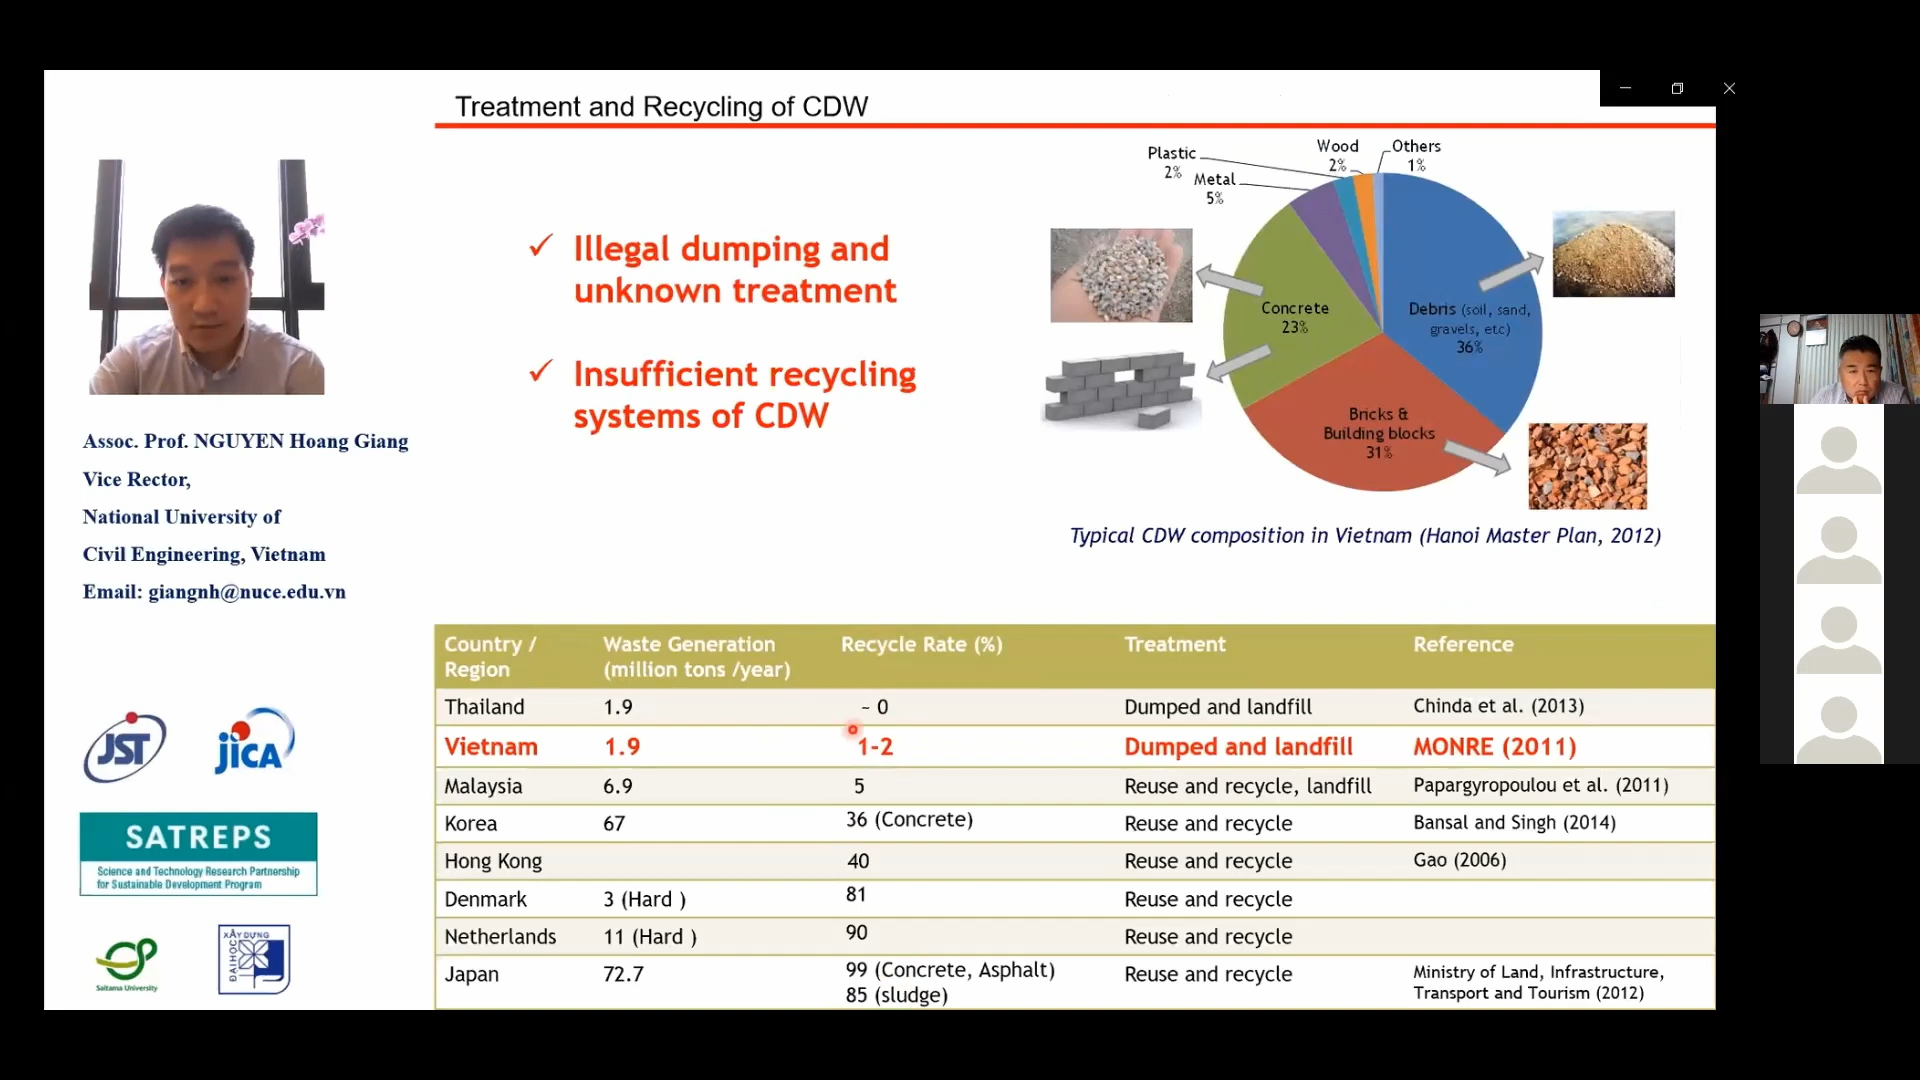 Treatment and Recycling of CDW
Assoc. Prof. NGUYEN Hoang Giang
Vice Rector,
National University of
Civil Engineering, Vietnam
Email: giangnh@nuce.edu.vn
JST
JICA
SATREPS
Science and Technology Research Partnership
for Sustainable Development Program
Saitama University
XÂY DỰNG
ĐẠI HỌC
✓ Illegal dumping and
unknown treatment
✓ Insufficient recycling
systems of CDW
Plastic
2%
Metal
5%
Wood
2%
Others
1%
Concrete
23%
Debris (soil, sand,
gravels, etc)
36%
Bricks &
Building blocks
31%
Typical CDW composition in Vietnam (Hanoi Master Plan, 2012)
Country / Region Waste Generation (million tons /year) Recycle Rate (%) Treatment Reference
Thailand 1.9 ~ 0 Dumped and landfill Chinda et al. (2013)
Vietnam 1.9 1-2 Dumped and landfill MONRE (2011)
Malaysia 6.9 5 Reuse and recycle, landfill Papargyropoulou et al. (2011)
Korea 67 36 (Concrete) Reuse and recycle Bansal and Singh (2014)
Hong Kong 40 Reuse and recycle Gao (2006)
Denmark 3 (Hard ) 81 Reuse and recycle
Netherlands 11 (Hard ) 90 Reuse and recycle
Japan 72.7 99 (Concrete, Asphalt) 85 (sludge) Reuse and recycle Ministry of Land, Infrastructure, Transport and Tourism (2012)